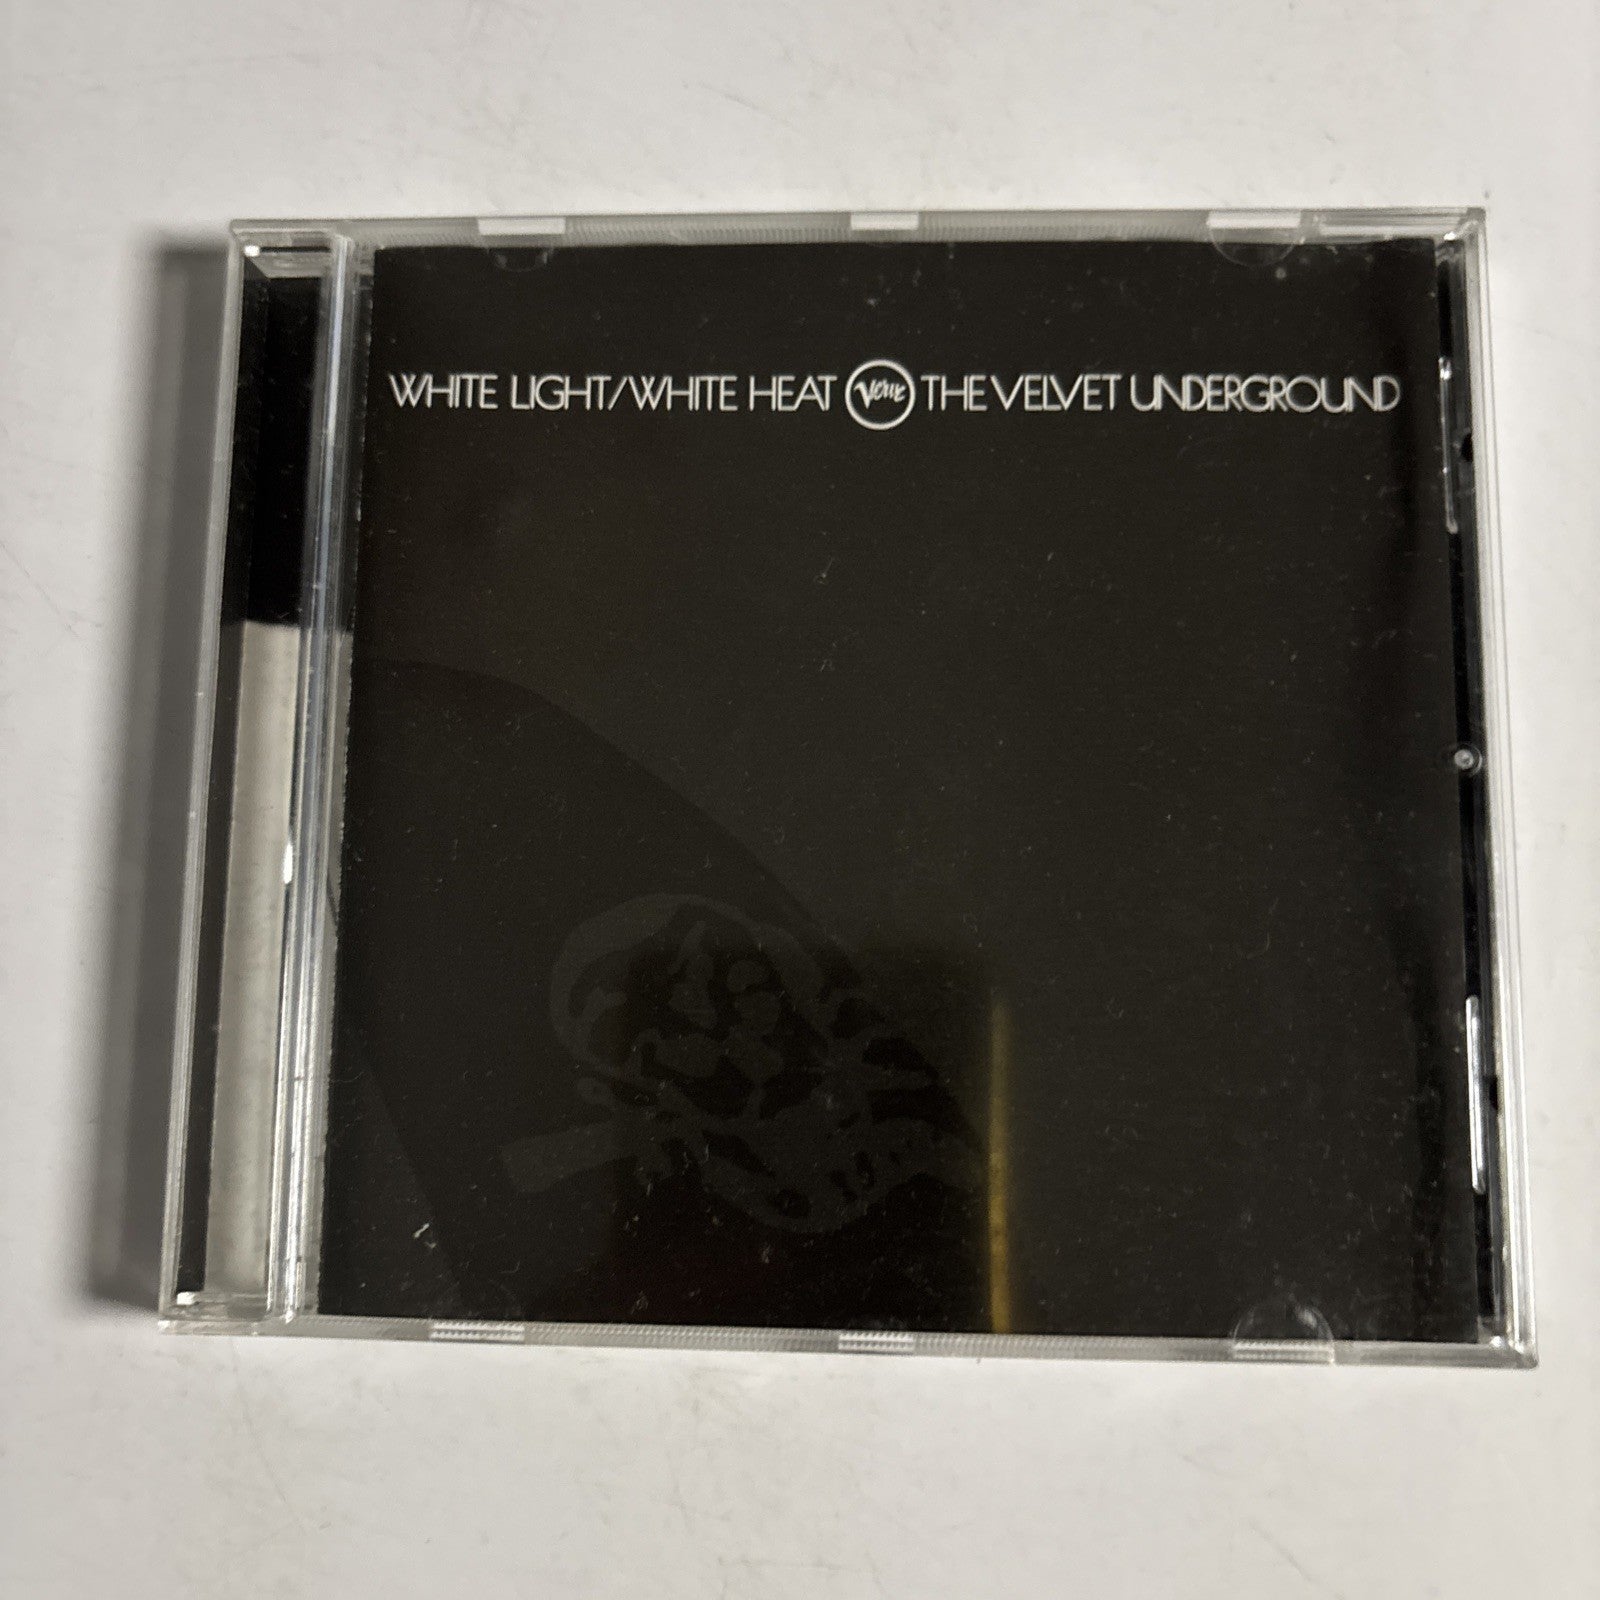 WHITE LIGHT/WHITE HEAT Verve THE VELVET UNDERGROUND